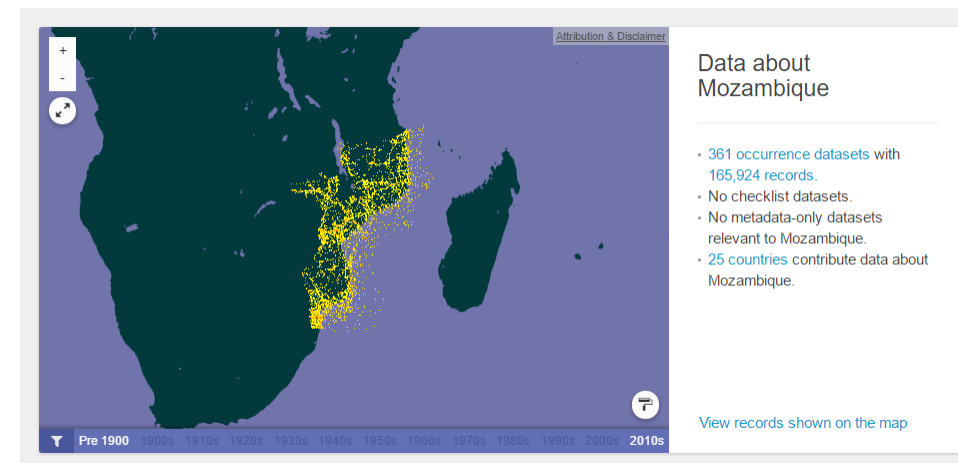 +
-
Attribution & Disclaimer
Pre 1900 1900s 1910s 1920s 1930s 1940s 1950s 1960s 1970s 1980s 1990s 2000s 2010s
Data about
Mozambique
• 361 occurrence datasets with
165,924 records.
• No checklist datasets.
• No metadata-only datasets
relevant to Mozambique.
• 25 countries contribute data about
Mozambique.
View records shown on the map